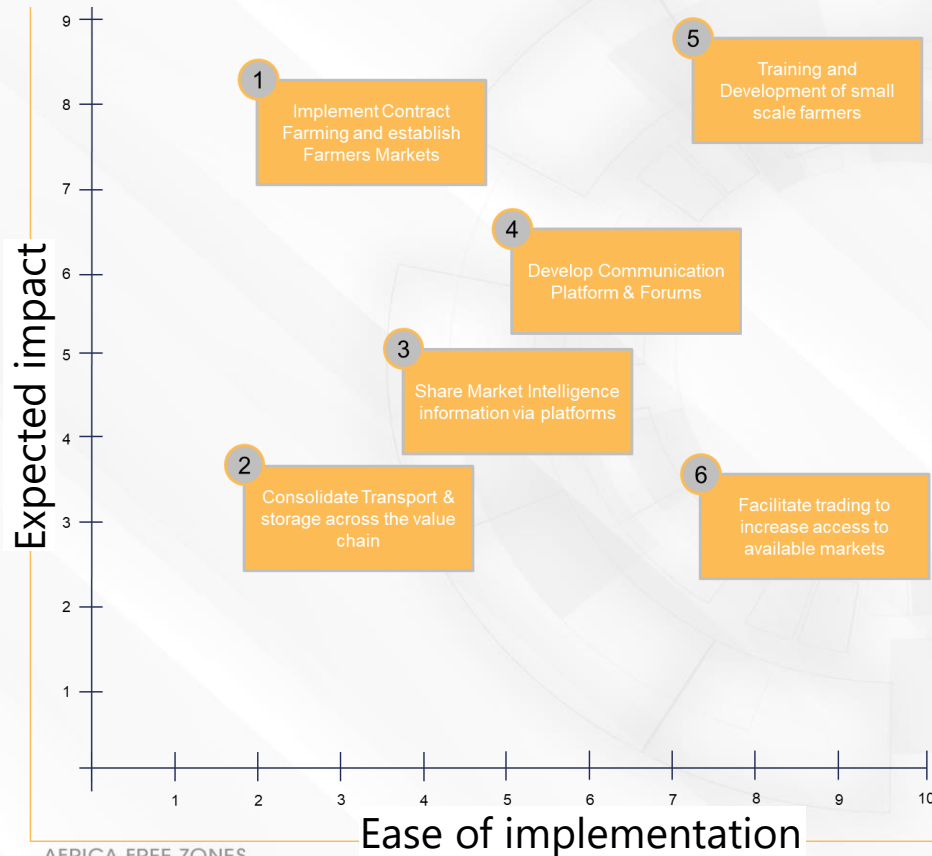 9
5
Training and
Development of small
scale farmers
1
8
Implement Contract
Farming and establish
Farmers Markets
7
4
Develop Communication
Platform & Forums
6
Expected impact
5
3
Share Market Intelligence
information via platforms
4
2
Consolidate Transport &
storage across the value
chain
6
Facilitate trading to
increase access to
available markets
3
2
1
1 2 3 4 5 6 7 8 9 10
Ease of implementation
AFRICA FREE ZONES